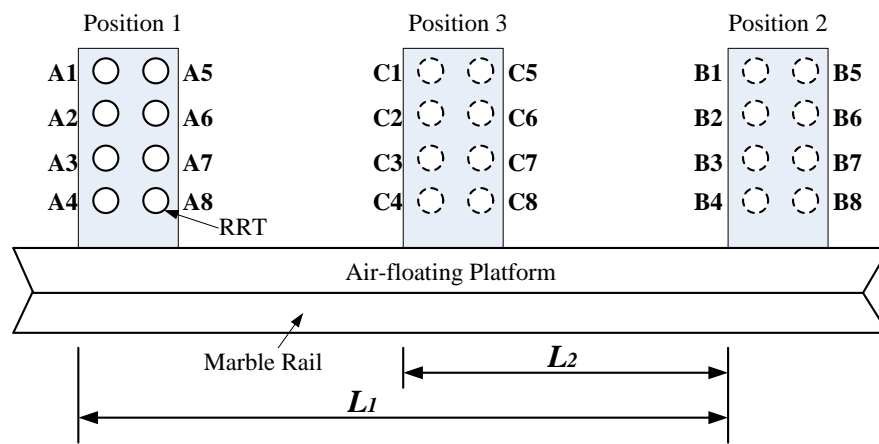 Position 1 Position 3 Position 2
A1 A5 C1 C5 B1 B5
A2 A6 C2 C6 B2 B6
A3 A7 C3 C7 B3 B7
A4 A8 C4 C8 B4 B8
RRT
Air-floating Platform
Marble Rail
L2
L1